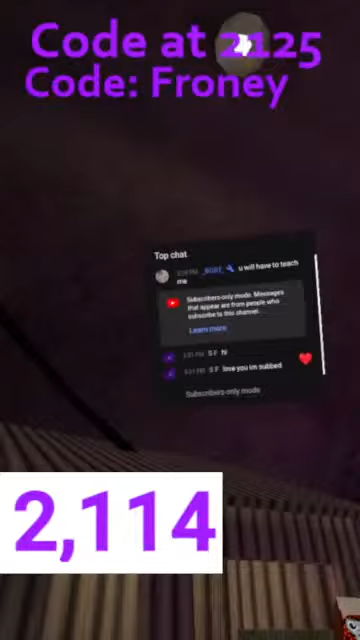 Code at 2125
Code: Froney
Top chat
u will have to teach
me
Subscribers-only mode. Messages
that appear are from people who
subscribe to this channel.
Learn more
S F hi
S F love you im subbed
Subscribers-only mode
2,114